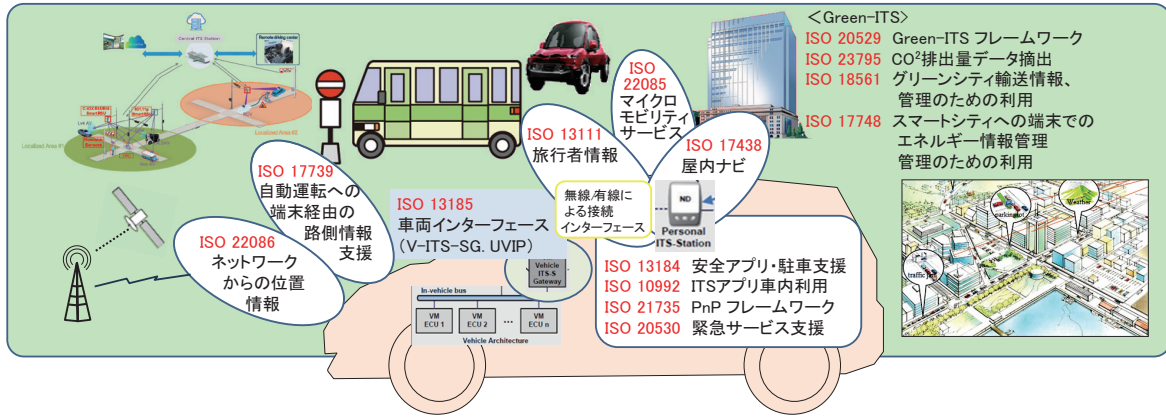 Central ITS Station
Remote driving center
Localized Area #2
Localized Area #1
ISO 17739
自動運転への
端末経由の
路側情報
支援
ISO 22086
ネットワーク
からの位置
情報
ISO 13185
車両インターフェース
（V-ITS-SG. UVIP）
Vehicle
ITS-S
Gateway
In-vehicle bus
VM
ECU 1
VM
ECU 2
…
VM
ECU n
Vehicle Architecture
ISO 13111
旅行者情報
ISO
22085
マイクロ
モビリティ
サービス
ISO 17438
屋内ナビ
無線/有線に
よる接続
インターフェース
ND
Personal
ITS-Station
ISO 13184 安全アプリ・駐車支援
ISO 10992 ITSアプリ車内利用
ISO 21735 PnP フレームワーク
ISO 20530 緊急サービス支援
＜Green-ITS＞
ISO 20529 Green-ITS フレームワーク
ISO 23795 CO²排出量データ摘出
ISO 18561 グリーンシティ輸送情報、
管理のための利用
ISO 17748 スマートシティへの端末での
エネルギー情報管理
管理のための利用
parkinglot
Weather